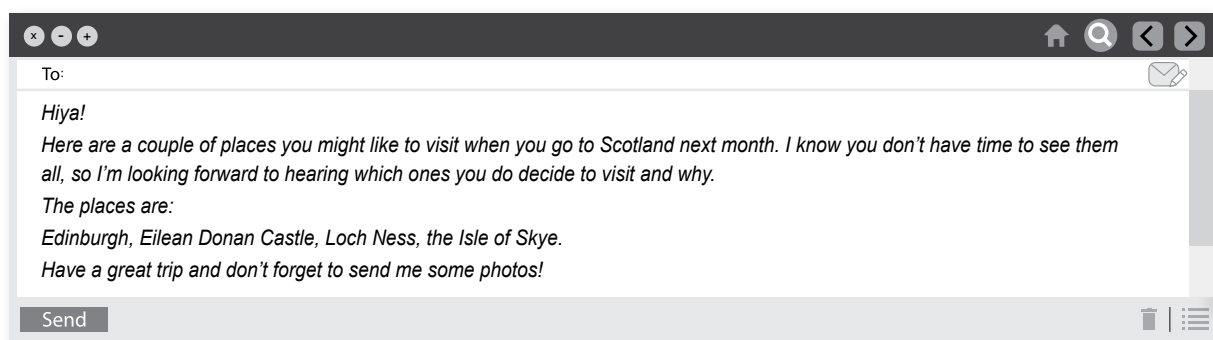 To:
Hiya!
Here are a couple of places you might like to visit when you go to Scotland next month. I know you don’t have time to see them
all, so I’m looking forward to hearing which ones you do decide to visit and why.
The places are:
Edinburgh, Eilean Donan Castle, Loch Ness, the Isle of Skye.
Have a great trip and don’t forget to send me some photos!
Send